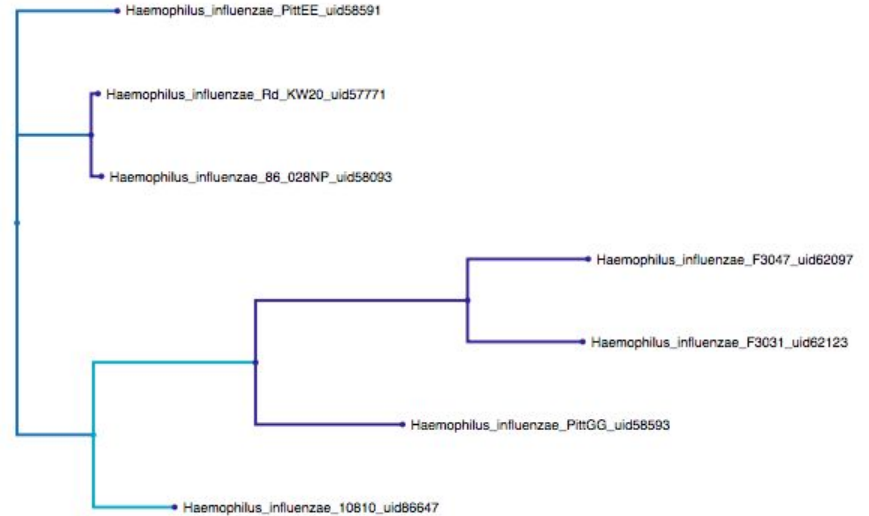 Haemophilus_influenzae_PittEE_uid58591
Haemophilus_influenzae_Rd_KW20_uid57771
Haemophilus_influenzae_86_028NP_uid58093
Haemophilus_influenzae_F3047_uid62097
Haemophilus_influenzae_F3031_uid62123
Haemophilus_influenzae_PittGG_uid58593
Haemophilus_influenzae_10810_uid86647